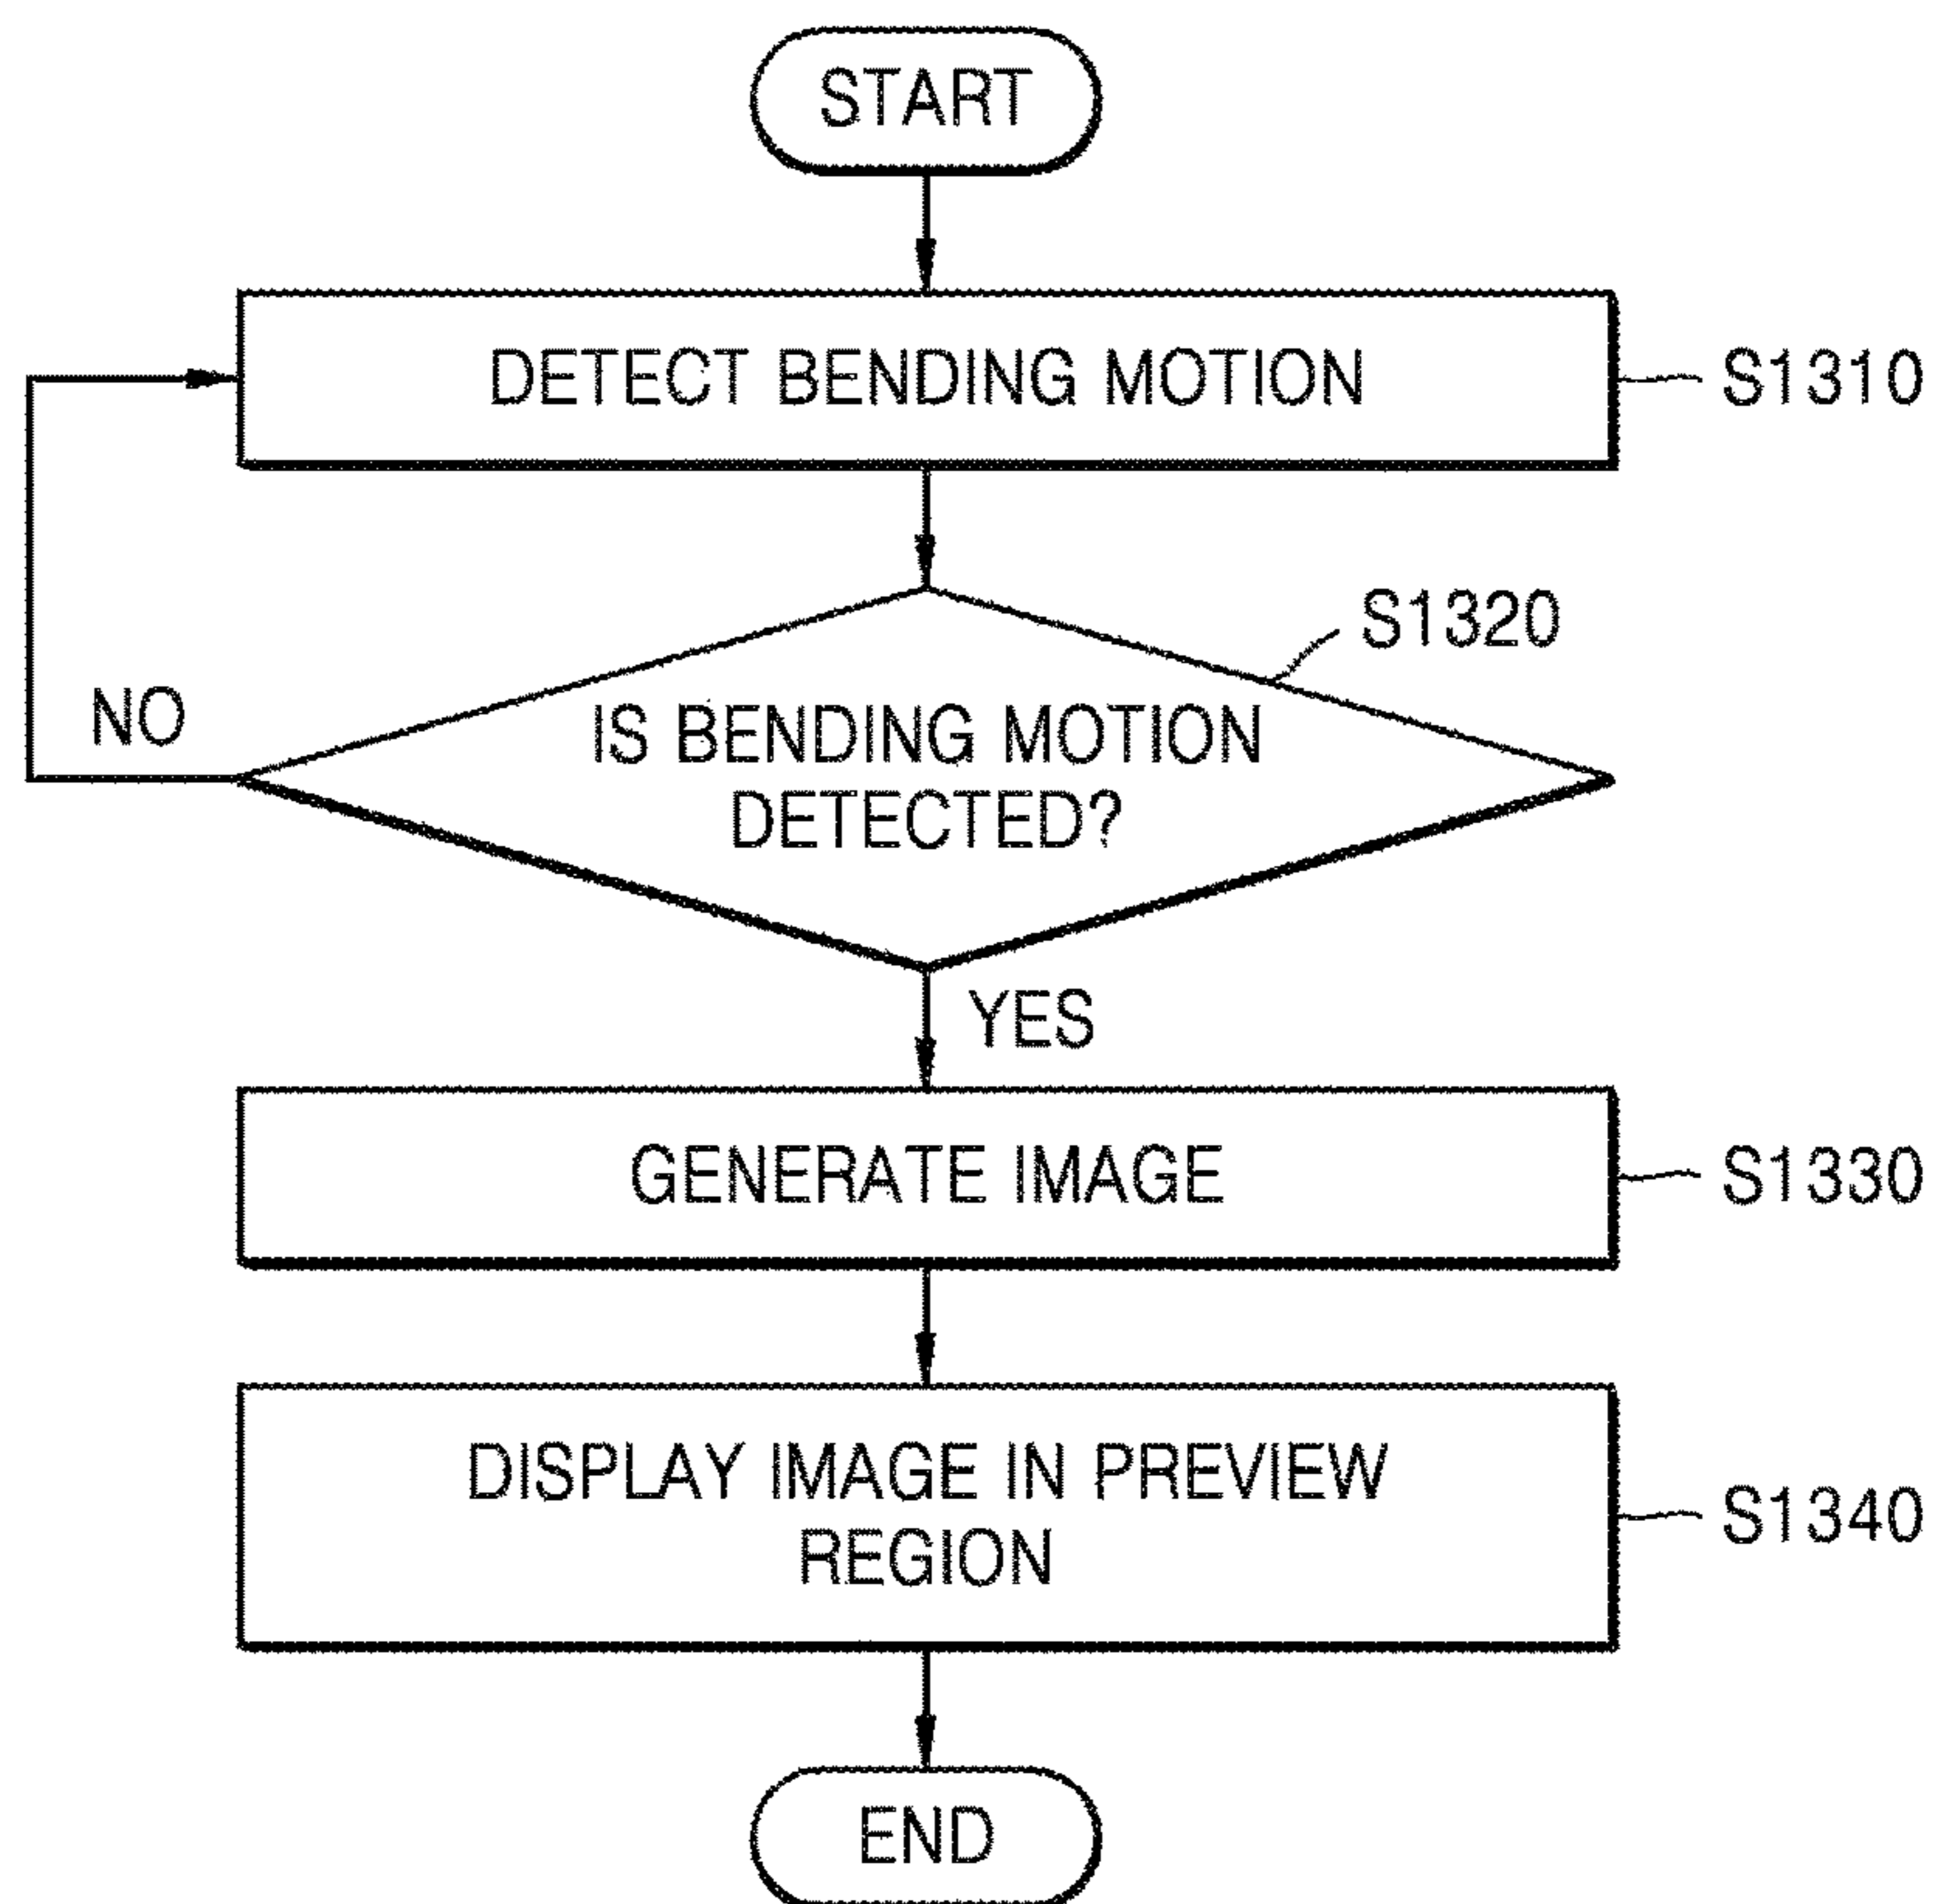 START
DETECT BENDING MOTION
S1310
S1320
IS BENDING MOTION
DETECTED?
NO
YES
GENERATE IMAGE
S1330
DISPLAY IMAGE IN PREVIEW
REGION
S1340
END